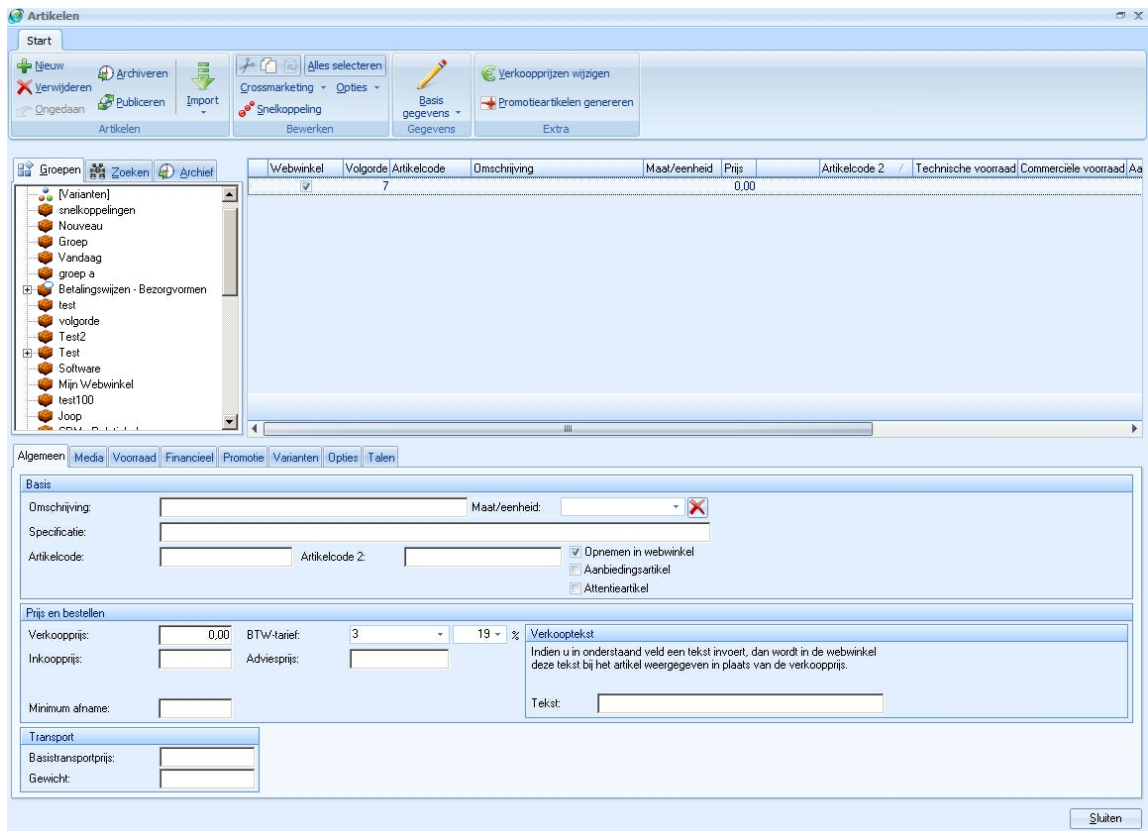 Artikelen
Start
Nieuw
Verwijderen
Ongedaan
Archiveren
Publiceren
Import
Artikelen
Alles selecteren
Crossmarketing Opties
Snelkoppeling
Bewerken
Basis gegevens
Gegevens
Verkoopprijzen wijzigen
Promotieartikelen genereren
Extra
Groepen Zoeken Archief
[Varianten]
snelkoppelingen
Nouveau
Groep
Vandaag
groep a
Betalingswijzen - Bezorgvormen
test
volgorde
Test2
Test
Software
Mijn Webwinkel
test100
Joop
Webwinkel Volgorde Artikelcode Omschrijving Maat/eenheid Prijs Artikelcode 2 Technische voorraad Commerciële voorraad Aa
7 0,00
Algemeen Media Voorraad Financieel Promotie Varianten Opties Talen
Basis
Omschrijving: Maat/eenheid:
Specificatie:
Artikelcode: Artikelcode 2: Opnemen in webwinkel
Aanbiedingsartikel
Attentieartikel
Prijs en bestellen
Verkoopprijs: 0,00 BTW-tarief: 3 19 %
Inkoopprijs: Adviesprijs:
Minimum afname:
Verkooptekst
Indien u in onderstaand veld een tekst invoert, dan wordt in de webwinkel
deze tekst bij het artikel weergegeven in plaats van de verkoopprijs.
Tekst:
Transport
Basistransportprijs:
Gewicht:
Sluiten